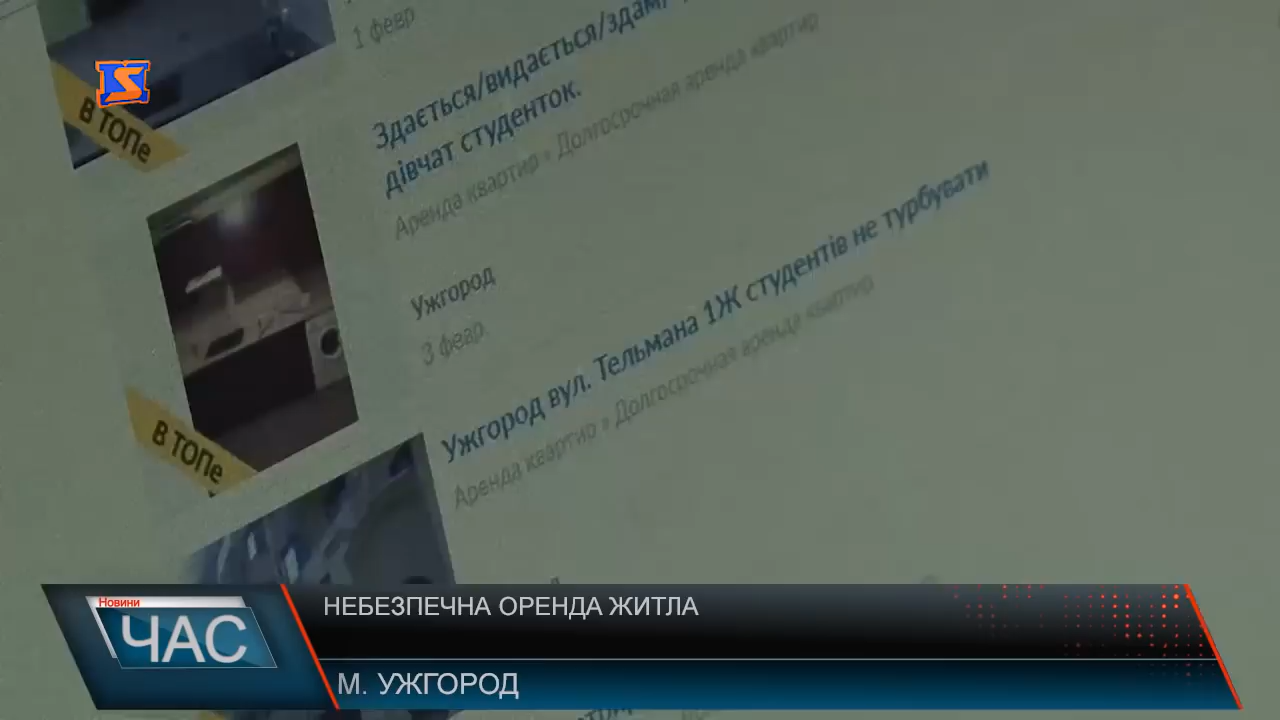 1 февр
В ТОПе
Здається/видається/здам/
дівчат студенток.
Аренда квартир » Долгосрочная аренда квартир
Ужгород
3 февр
В ТОПе
Ужгород вул. Тельмана 1Ж студентів не турбувати
Аренда квартир » Долгосрочная аренда квартир
Новини
ЧАС
НЕБЕЗПЕЧНА ОРЕНДА ЖИТЛА
М. УЖГОРОД